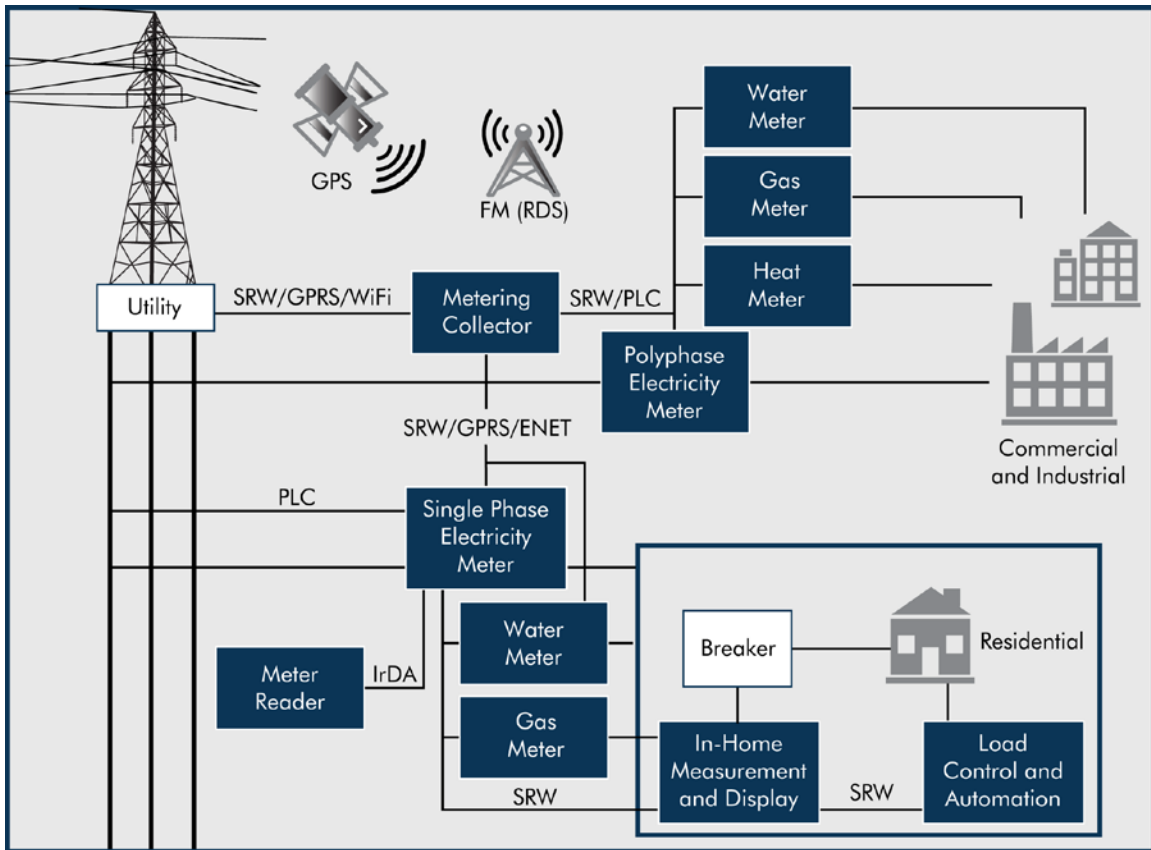 GPS
FM (RDS)
Water
Meter
Gas
Meter
Heat
Meter
Utility
SRW/GPRS/WiFi
Metering
Collector
SRW/PLC
Polyphase
Electricity
Meter
Commercial
and Industrial
SRW/GPRS/ENET
PLC
Single Phase
Electricity
Meter
Meter
Reader
IrDA
Water
Meter
Gas
Meter
SRW
Breaker
Residential
In-Home
Measurement
and Display
SRW
Load
Control and
Automation